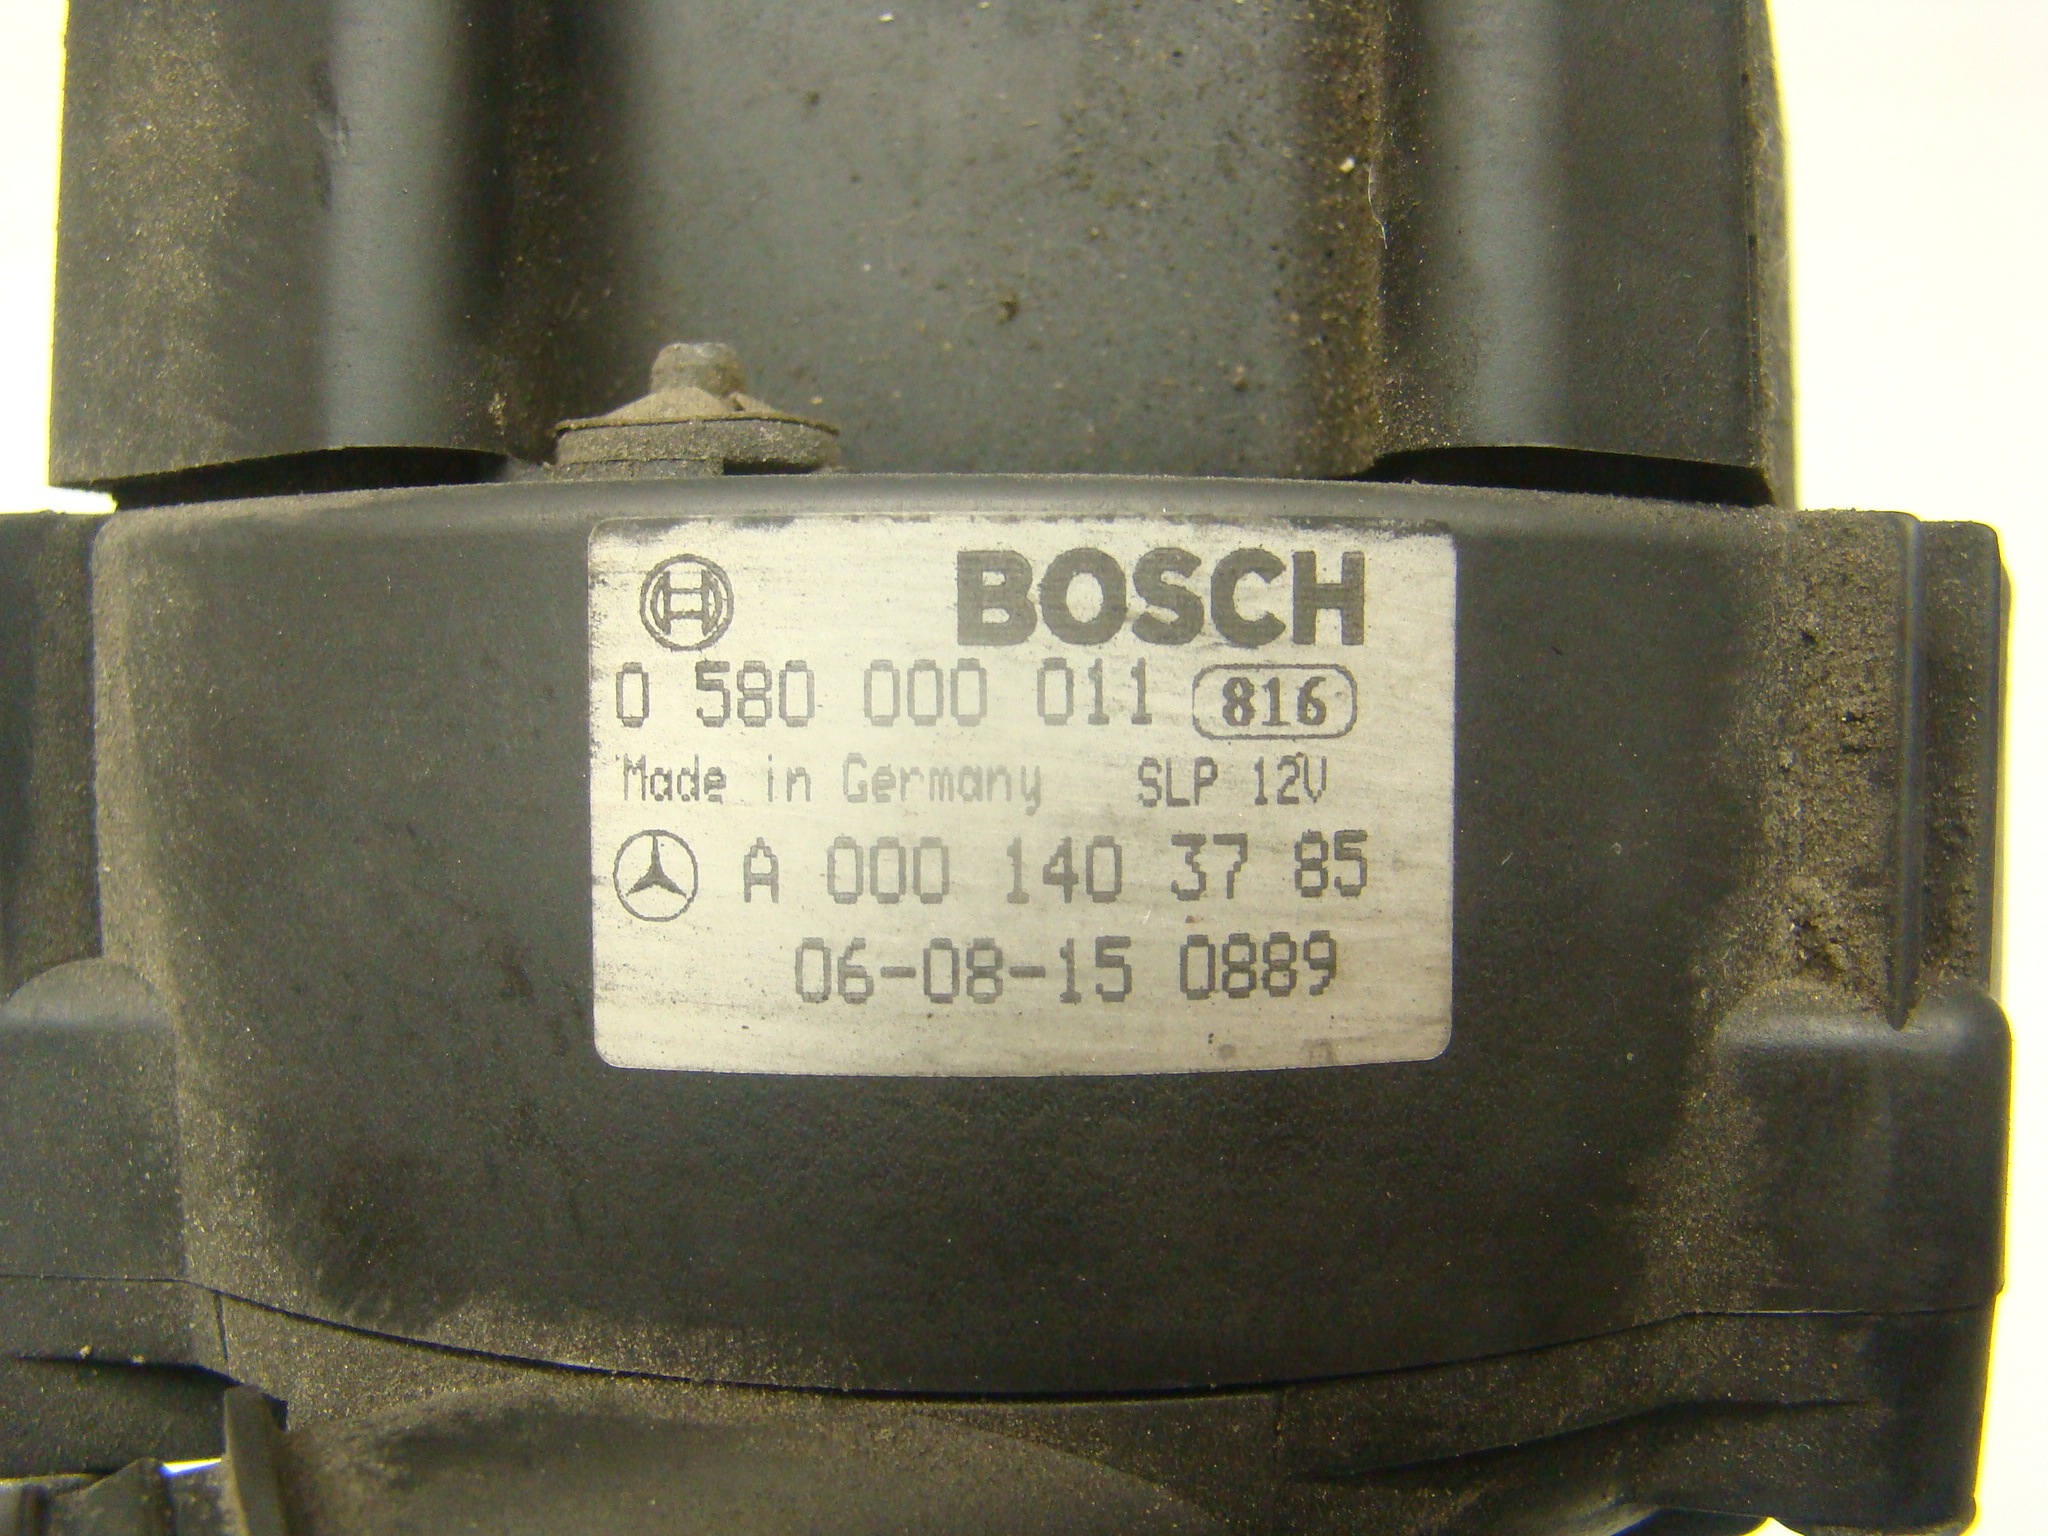 BOSCH
0 580 000 011 816
Made in Germany SLP 12V
A 000 140 37 85
06-08-15 0889